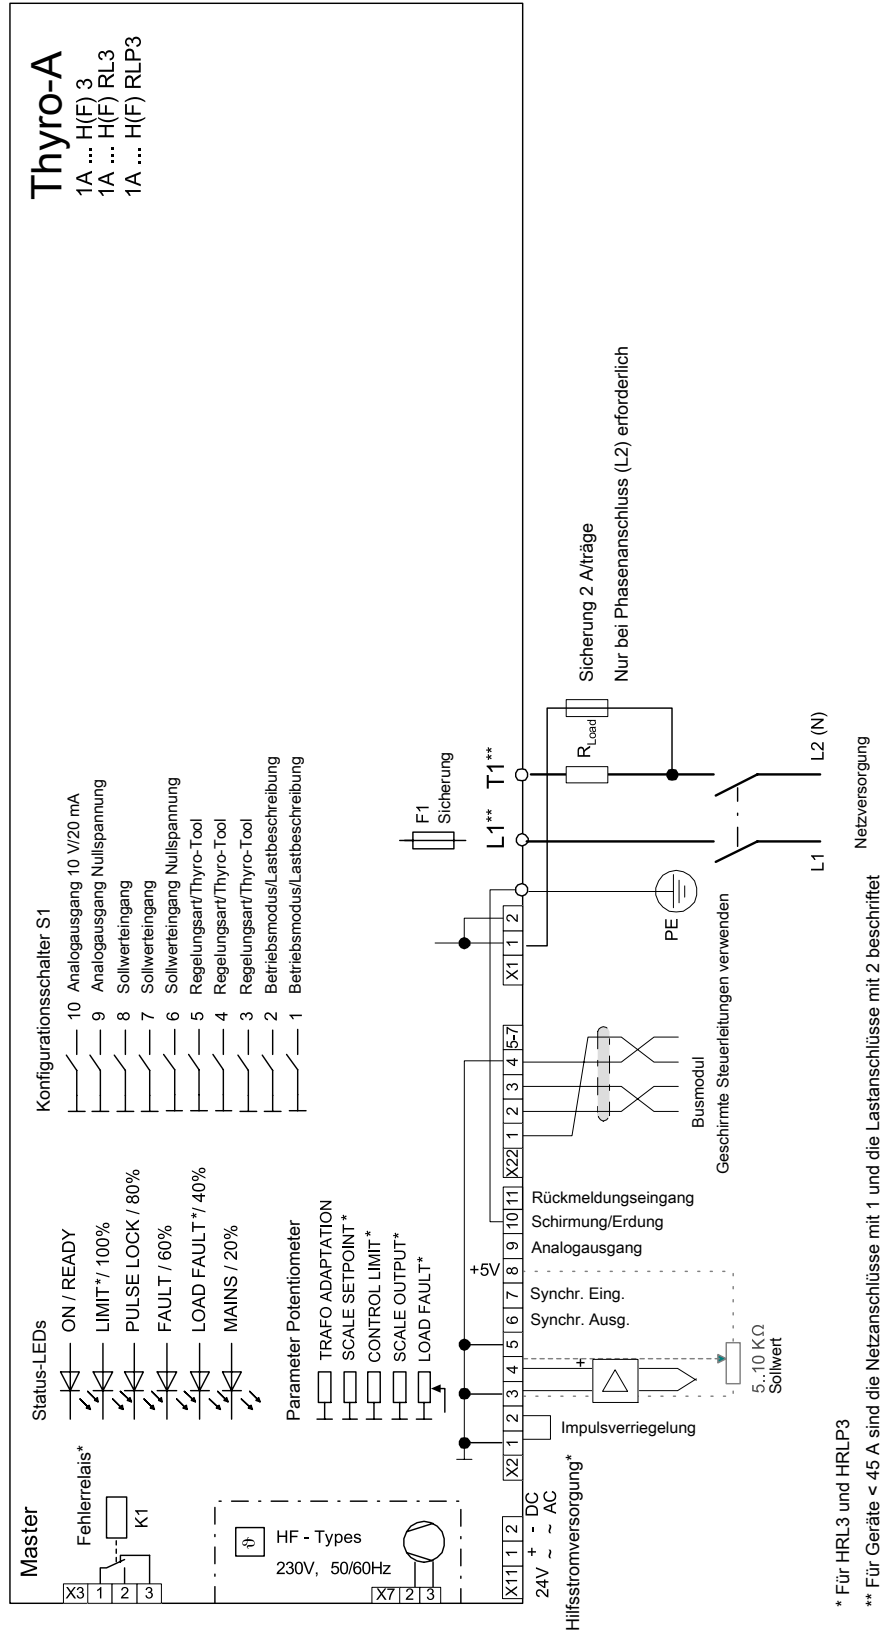 Thyro-A
1A ... H(F) 3
1A ... H(F) RL3
1A ... H(F) RLP3
Master
Fehlerrelais*
K1
X3 1 2 3
ϑ
HF - Types
230V, 50/60Hz
X7 2 3
Status-LEDs
ON / READY
LIMIT*/ 100%
PULSE LOCK / 80%
FAULT / 60%
LOAD FAULT*/ 40%
MAINS / 20%
Konfigurationsschalter S1
10 Analogausgang 10 V/20 mA
9 Analogausgang Nullspannung
8 Sollwerteingang
7 Sollwerteingang
6 Sollwerteingang Nullspannung
5 Regelungsart/Thyro-Tool
4 Regelungsart/Thyro-Tool
3 Regelungsart/Thyro-Tool
2 Betriebsmodus/Lastbeschreibung
1 Betriebsmodus/Lastbeschreibung
Parameter Potentiometer
TRAFO ADAPTATION
SCALE SETPOINT*
CONTROL LIMIT*
SCALE OUTPUT*
LOAD FAULT*
F1
Sicherung
L1** T1**
+5V
X11 1 2
+ - DC
24V ~ ~ AC
Hilfsstromversorgung*
X2 1 2 3 4 5 6 7 8 9 10 11
Impulsverriegelung
+
5..10 KΩ
Sollwert
Synchr. Ausg.
Synchr. Eing.
Analogausgang
Schirmung/Erdung
Rückmeldungseingang
X22 1 2 3 4 5-7
Busmodul
Geschirmte Steuerleitungen verwenden
X1 1 2
PE
R Load
Sicherung 2 A/träge
Nur bei Phasenanschluss (L2) erforderlich
L1
L2 (N)
Netzversorgung
* Für HRL3 und HRLP3
** Für Geräte < 45 A sind die Netzanschlüsse mit 1 und die Lastanschlüsse mit 2 beschriftet